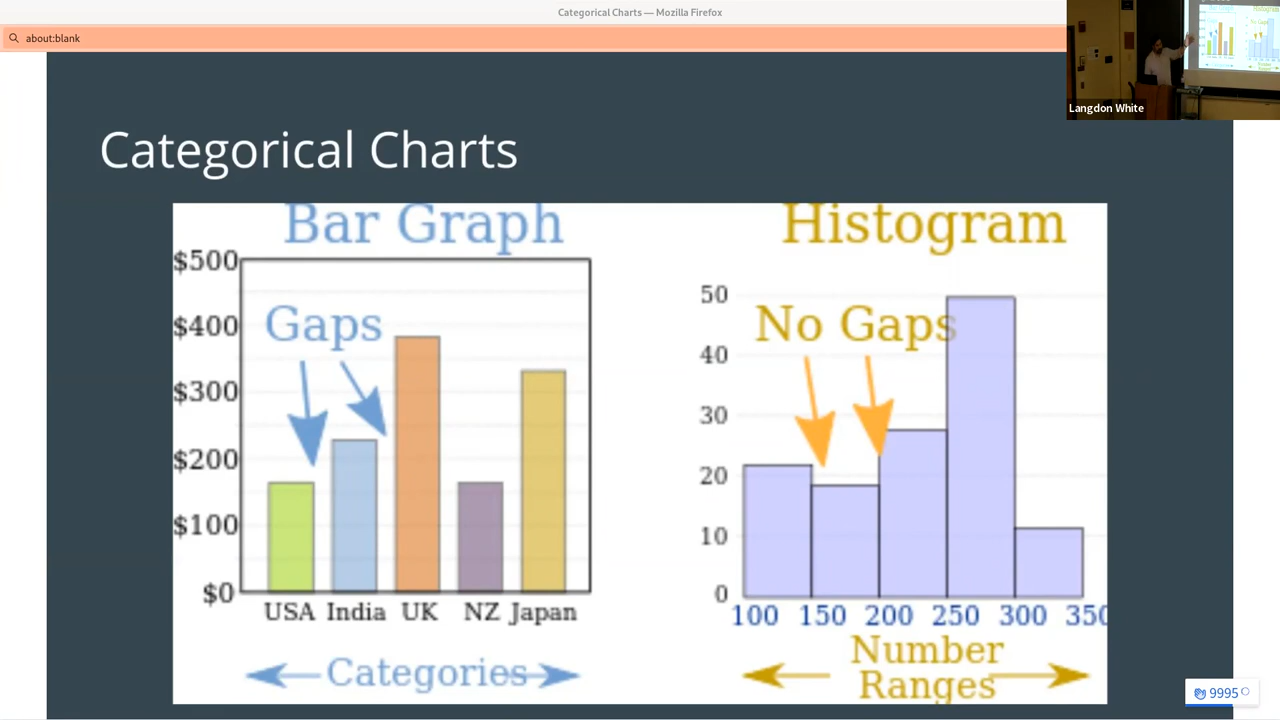 Categorical Charts — Mozilla Firefox
about:blank
Langdon White
Categorical Charts
Bar Graph
$500
$400
$300
$200
$100
$0
Gaps
USA India UK NZ Japan
Categories
Histogram
50
40
30
20
10
0
No Gaps
100 150 200 250 300 350
Number
Ranges
9995